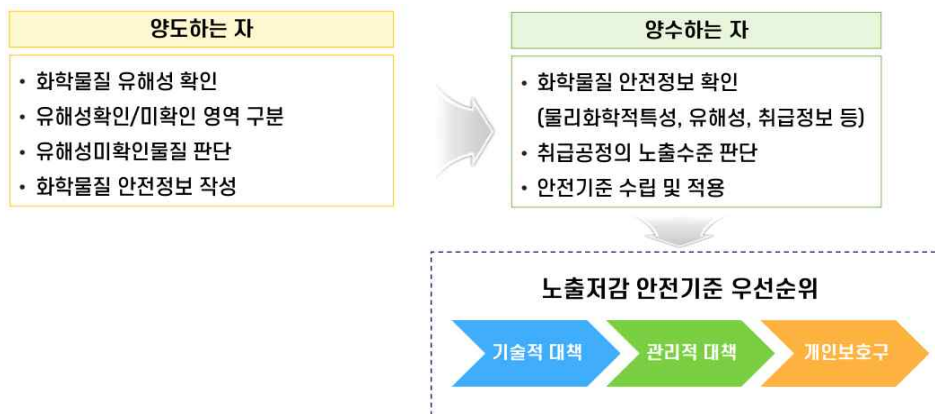 양도하는 자
• 화학물질 유해성 확인
• 유해성확인/미확인 영역 구분
• 유해성미확인물질 판단
• 화학물질 안전정보 작성
양수하는 자
• 화학물질 안전정보 확인
(물리화학적특성, 유해성, 취급정보 등)
• 취급공정의 노출수준 판단
• 안전기준 수립 및 적용
노출저감 안전기준 우선순위
기술적 대책
관리적 대책
개인보호구